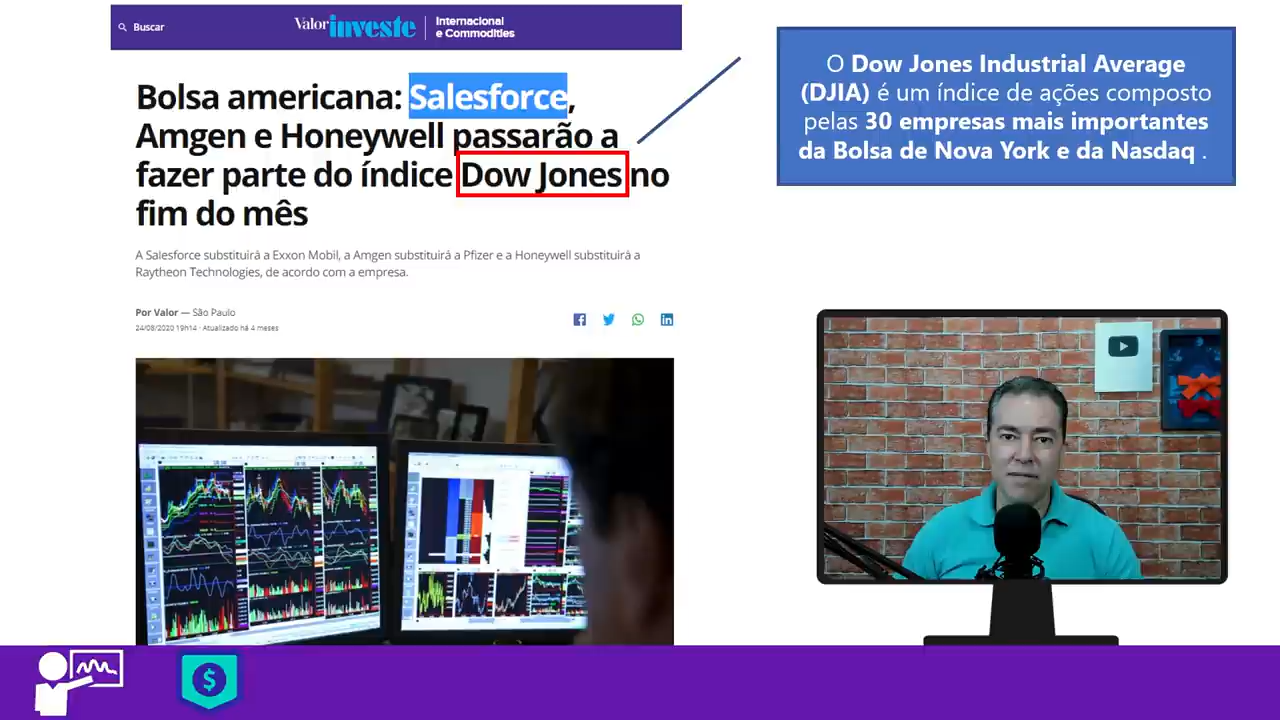 Buscar
Valor investe
Internacional
e Commodities
Bolsa americana: Salesforce,
Amgen e Honeywell passarão a
fazer parte do índice Dow Jones no
fim do mês
A Salesforce substituirá a Exxon Mobil, a Amgen substituirá a Pfizer e a Honeywell substituirá a
Raytheon Technologies, de acordo com a empresa.
Por Valor — São Paulo
24/08/2020 19h14 · Atualizado há 4 meses
O Dow Jones Industrial Average
(DJIA) é um índice de ações composto
pelas 30 empresas mais importantes
da Bolsa de Nova York e da Nasdaq .
$